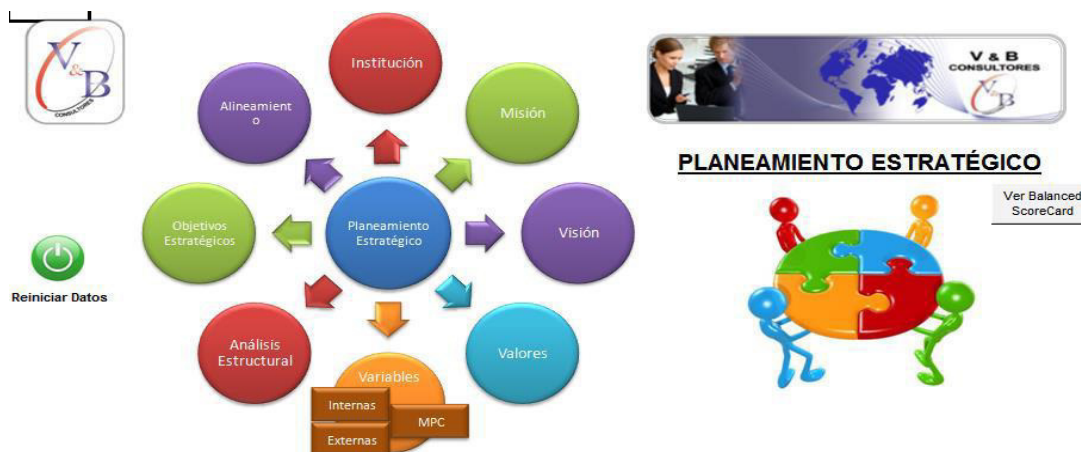 V&B
CONSULTORES
Institución
Alineamient
o
Misión
Objetivos
Estratégicos
Planeamiento
Estratégico
Visión
Análisis
Estructural
Valores
Variables
Internas
MPC
Externas
Reiniciar Datos
V & B
CONSULTORES
V&B
PLANEAMIENTO ESTRATÉGICO
Ver Balanced
ScoreCard